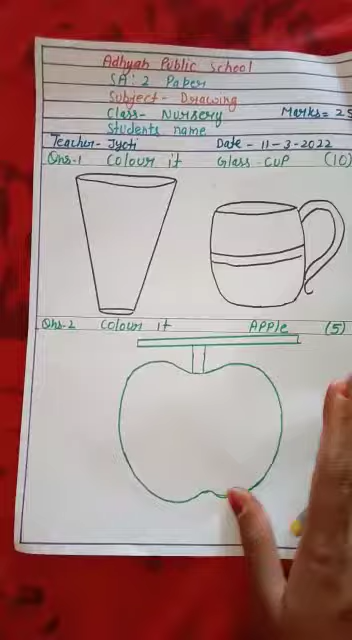 Adhyah Public School
SA:2 Paper
Subject- Drawing
Class- Nursery Marks= 25
Students name
Teacher- Jyoti Date - 11-3-2022
Qns-1 Colour it Glass-CUP (10)
Qns-2 Colour it APPle (5)